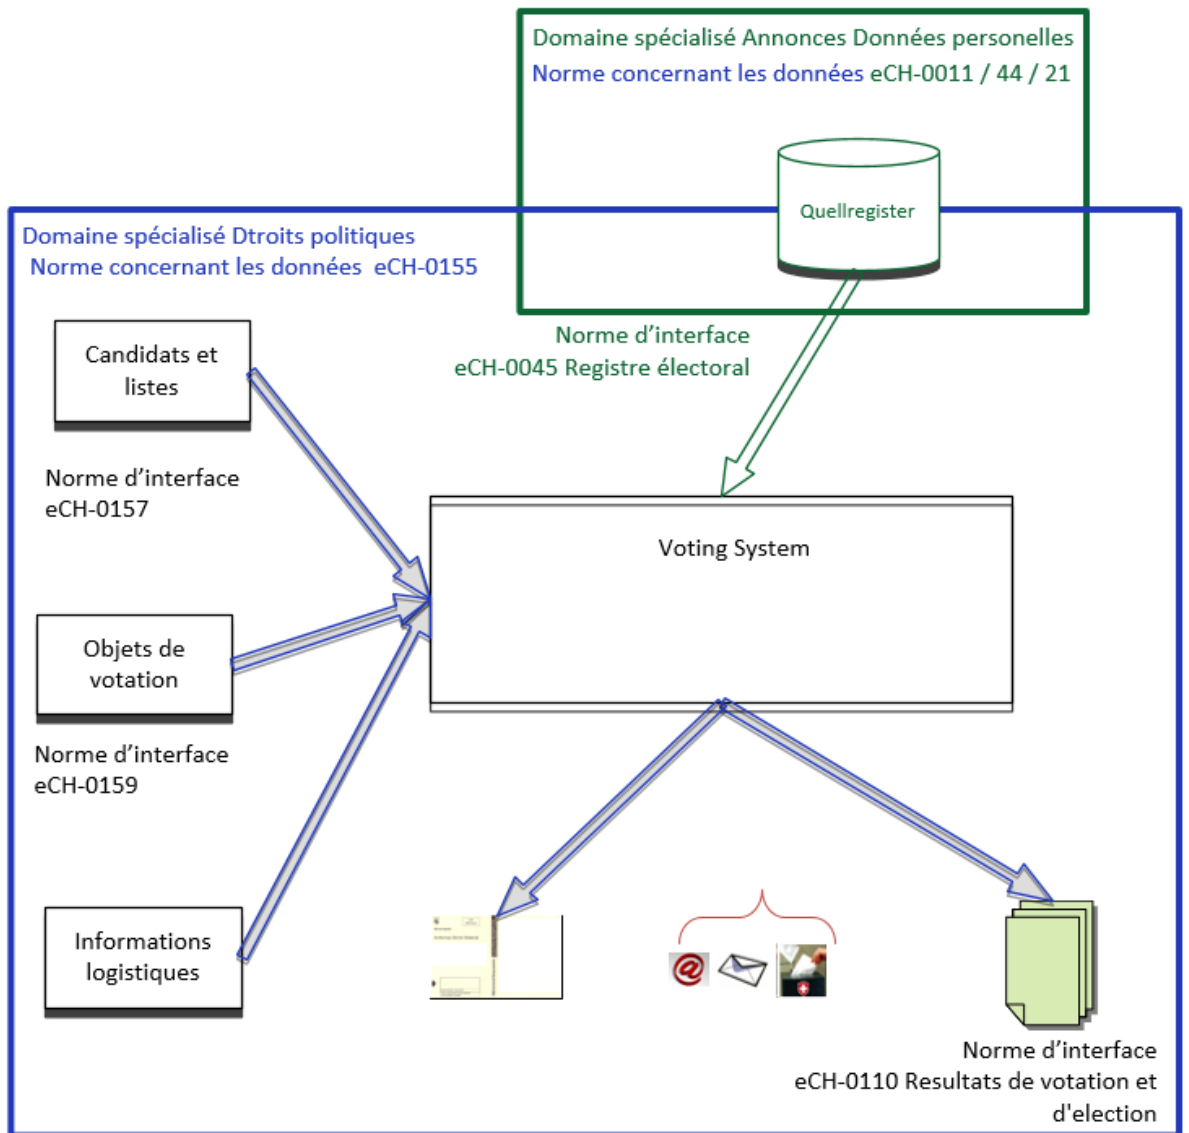 Domaine spécialisé Annonces Données personelles
Norme concernant les données eCH-0011 / 44 / 21
Quellregister
Domaine spécialisé Dtroits politiques
Norme concernant les données eCH-0155
Norme d’interface
eCH-0045 Registre électoral
Candidats et
listes
Norme d’interface
eCH-0157
Voting System
Objets de
votation
Norme d’interface
eCH-0159
Informations
logistiques
@
Norme d’interface
eCH-0110 Resultats de votation et
d'election